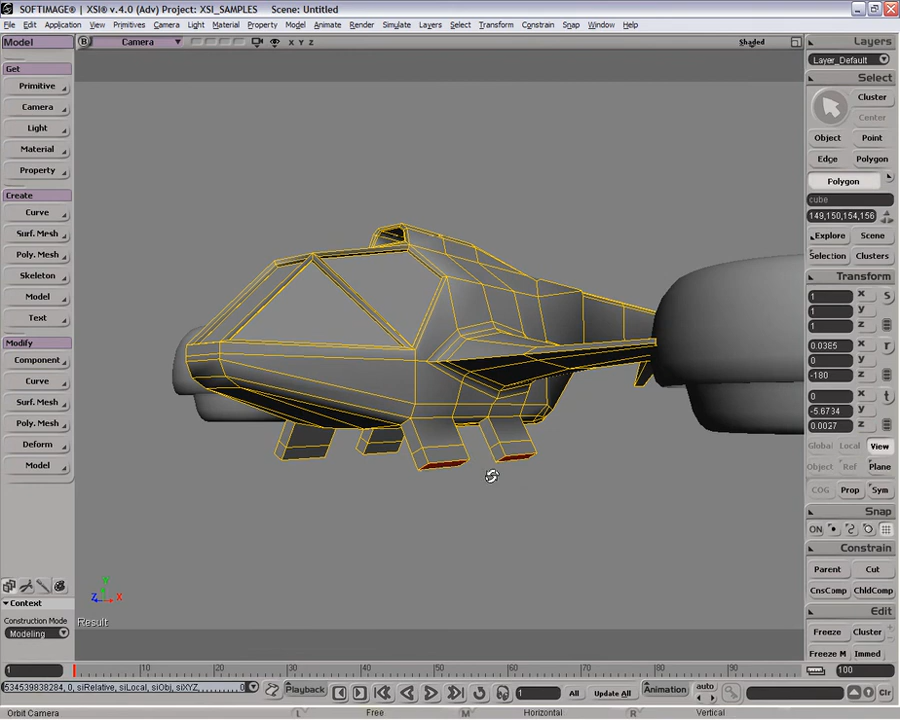 SOFTIMAGE® | XSI® v.4.0 (Adv) Project: XSI_SAMPLES Scene: Untitled
File Edit View Primitives Materials Property Modeling Animate Render Simulate Layers Select Transform Constrain Snap Window Help
Model
B Camera X Y Z Shaded
Layers
Layer_Default
Get
Primitive
Camera
Light
Material
Property
Create
Curve
Surf. Mesh
Poly. Mesh
Skeleton
Model
Text
Modify
Component
Curve
Surf. Mesh
Poly. Mesh
Deform
Model
Context
Construction Mode
Modeling
Y
Z X
Result
Select
Cluster
Center
Object Point
Edge Polygon
Polygon
cube
149,150,154,156
Explore Scene
Selection Clusters
Transform
1 x s
1 y
1 z
0.0385 x r
0 y
-180 z
0 x t
-5.6734 y
0.0027 z
Global Local View
Object Ref Plane
COG Prop Sym
Snap
ON
Constrain
Parent Cut
CnsComp ChldComp
Edit
Freeze Cluster
Freeze M Immed
1 10 20 30 40 50 60 70 80 90 100
534539838284, 0, siRelative, siLocal, siObj, siXYZ,,,,,,,,,0 Playback 1 All Update All Animation auto Clr
Orbit Camera L Free M Horizontal R Vertical